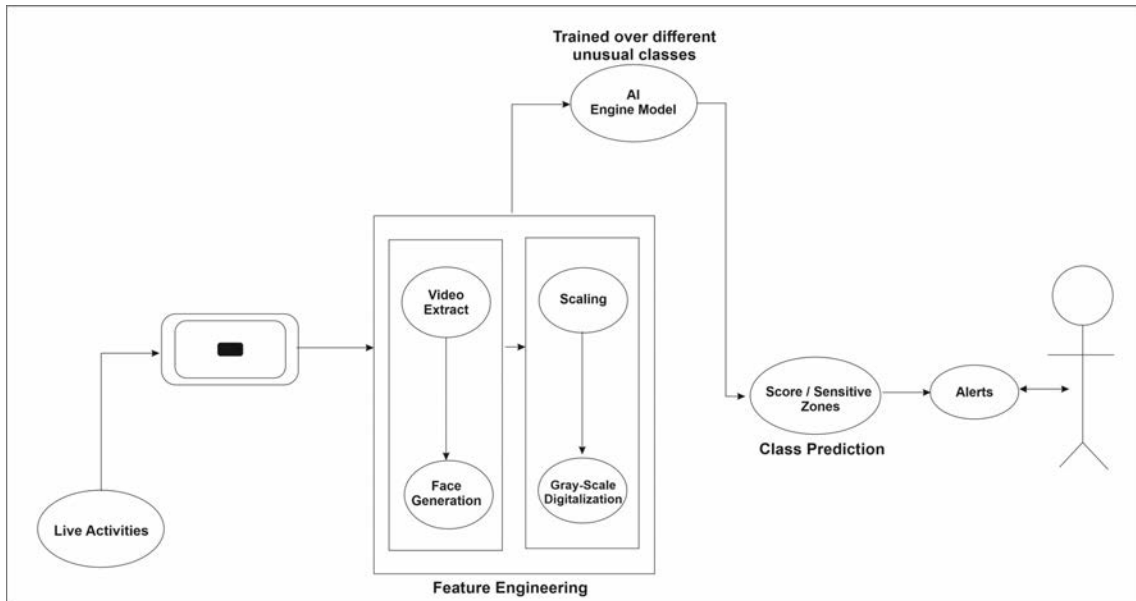 Trained over different
unusual classes
AI
Engine Model
Video
Extract
Scaling
Score / Sensitive
Zones
Alerts
Class Prediction
Face
Generation
Gray-Scale
Digitalization
Live Activities
Feature Engineering